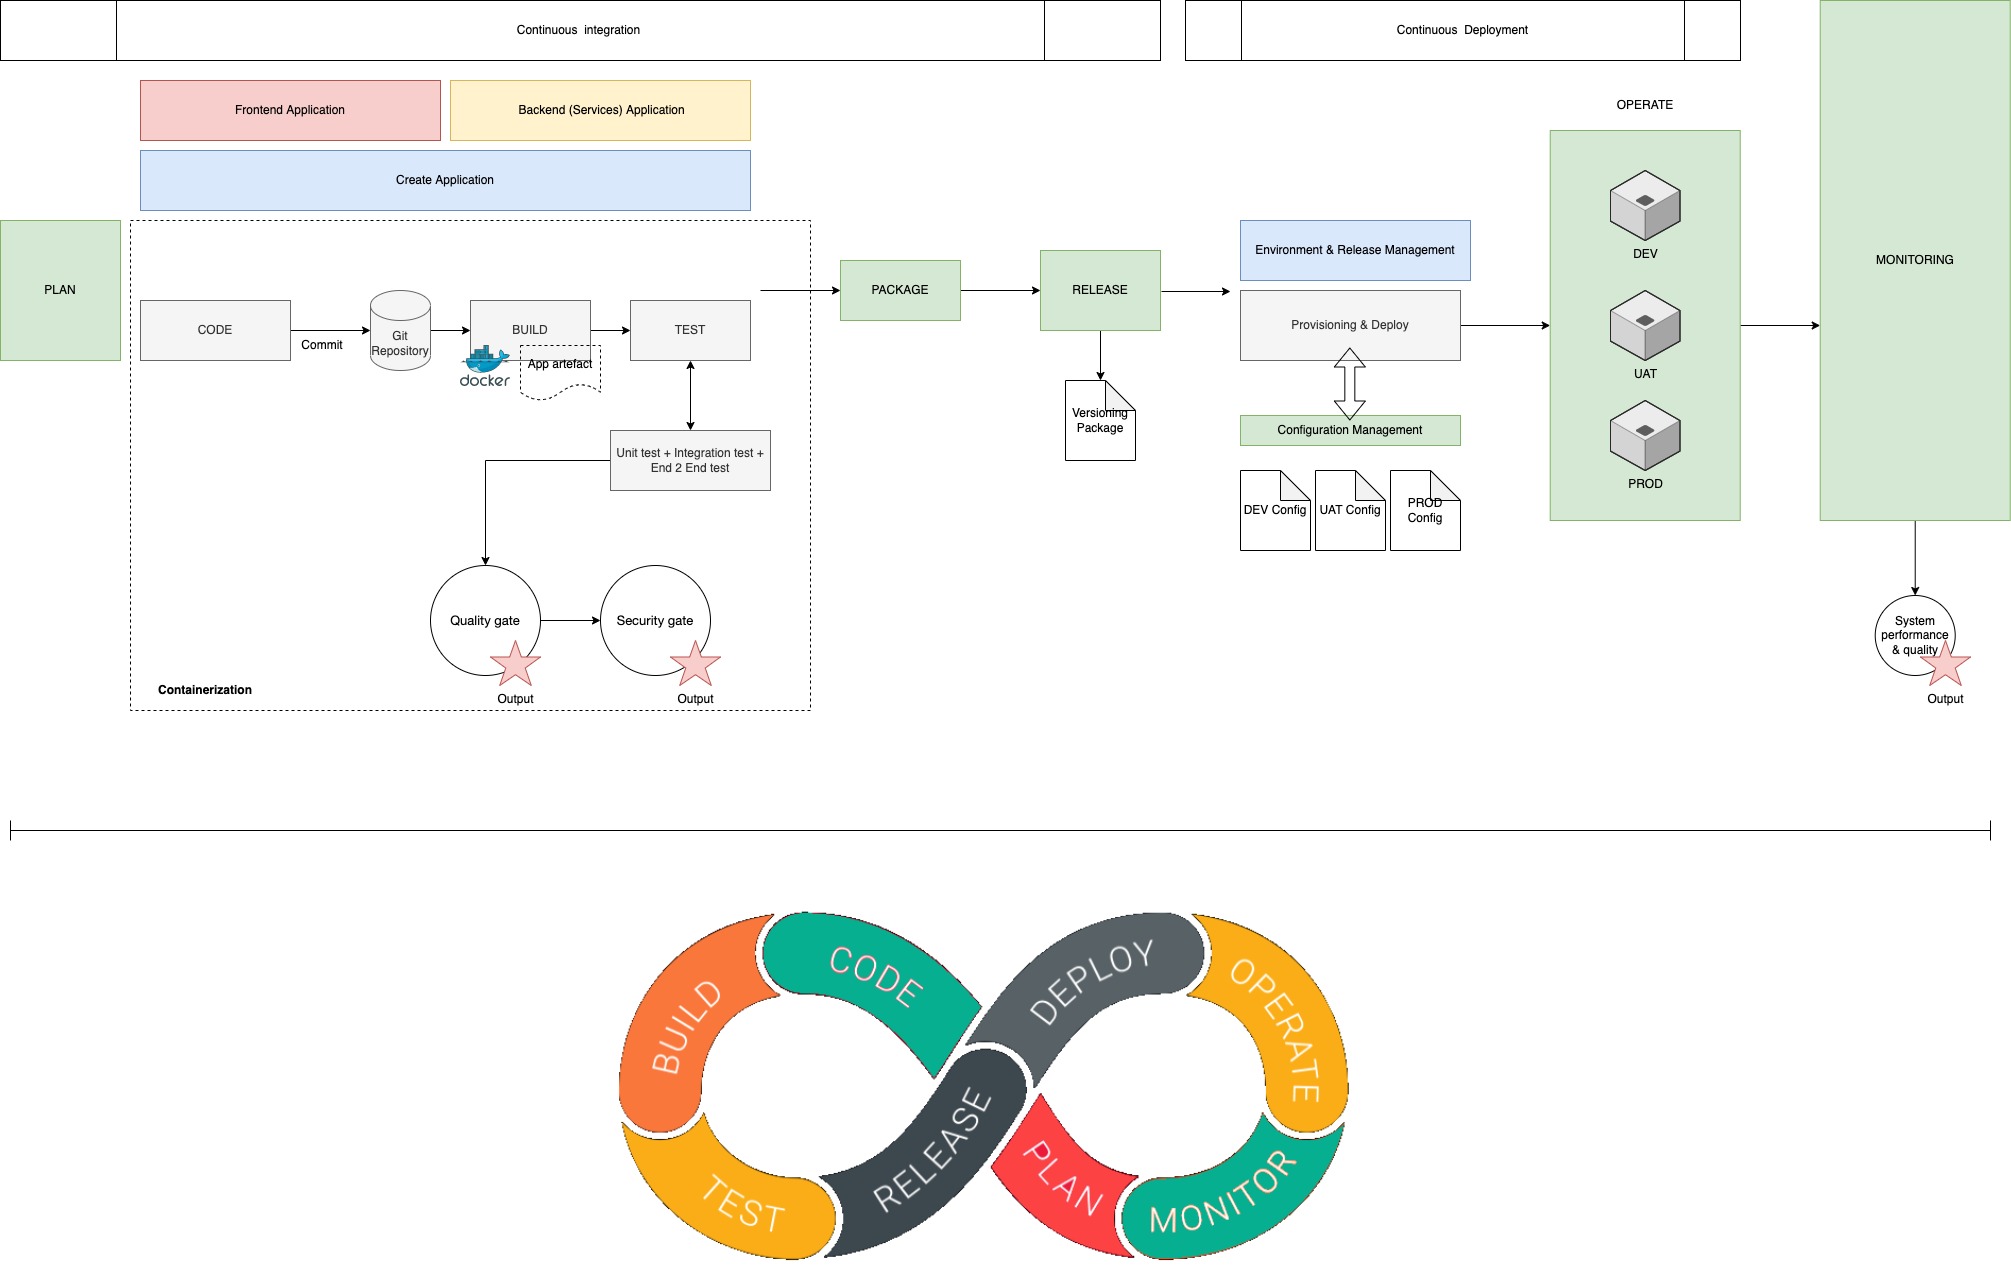 Continuous  integration
Continuous  Deployment
Frontend Application
Backend (Services) Application
Create Application
OPERATE
PLAN
CODE
Commit
Git
Repository
BUILD
docker
App artefact
TEST
Unit test + Integration test +
End 2 End test
Quality gate
Output
Security gate
Output
Containerization
PACKAGE
RELEASE
Versioning
Package
Environment & Release Management
Provisioning & Deploy
Configuration Management
DEV Config
UAT Config
PROD
Config
DEV
UAT
PROD
MONITORING
System
performance
& quality
Output
CODE
BUILD
TEST
RELEASE
DEPLOY
OPERATE
MONITOR
PLAN